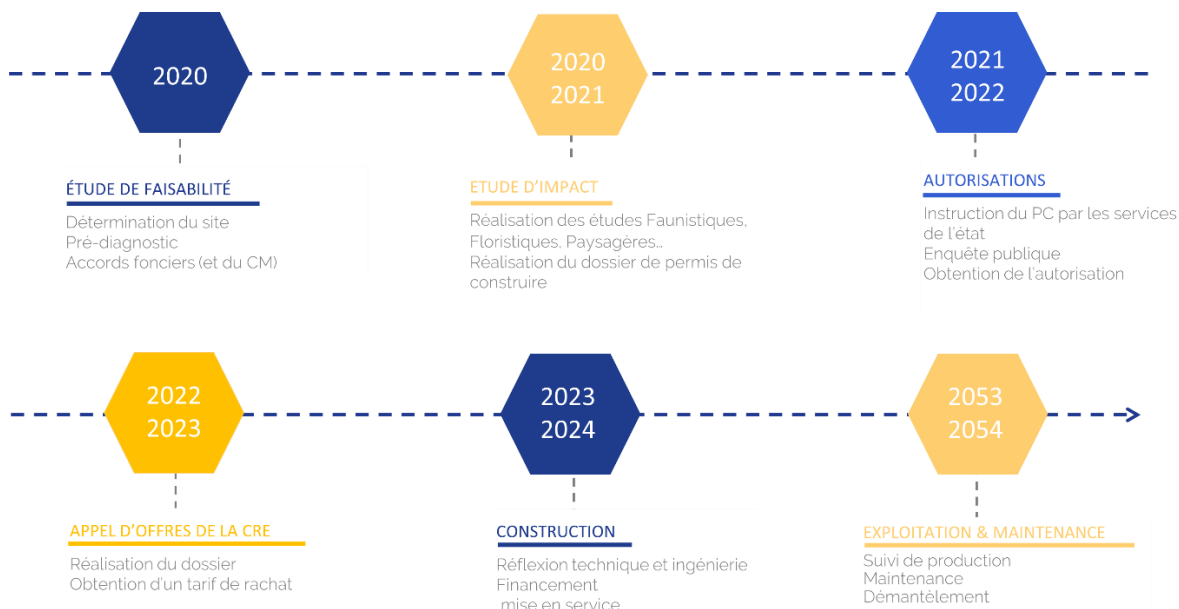 2020
ÉTUDE DE FAISABILITÉ
Détermination du site
Pré-diagnostic
Accords fonciers (et du CM)
2020
2021
ETUDE D'IMPACT
Réalisation des études Faunistiques,
Floristiques, Paysagères...
Réalisation du dossier de permis de
construire
2021
2022
AUTORISATIONS
Instruction du PC par les services
de l'état
Enquête publique
Obtention de l'autorisation
2022
2023
APPEL D'OFFRES DE LA CRE
Réalisation du dossier
Obtention d'un tarif de rachat
2023
2024
CONSTRUCTION
Réflexion technique et ingénierie
Financement
mise en service
2053
2054
EXPLOITATION & MAINTENANCE
Suivi de production
Maintenance
Démantèlement